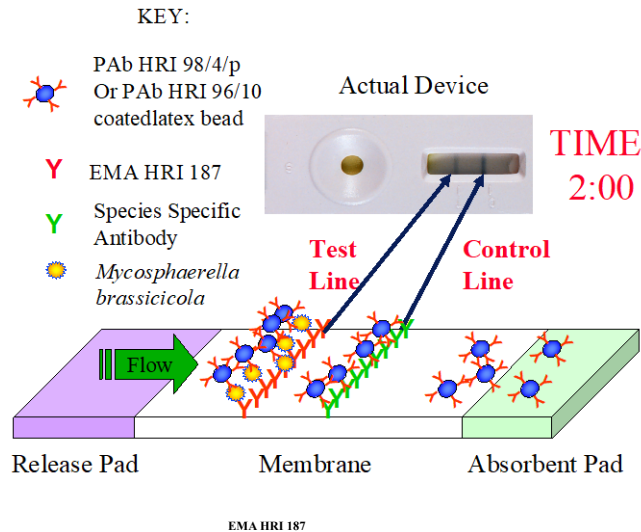 KEY:
PAb HRI 98/4/p
Or PAb HRI 96/10
coatedlatex bead
EMA HRI 187
Species Specific
Antibody
Mycosphaerella
brassicicola
Actual Device
TIME
2:00
Test
Line
Control
Line
Flow
Release Pad
Membrane
Absorbent Pad
EMA HRI 187